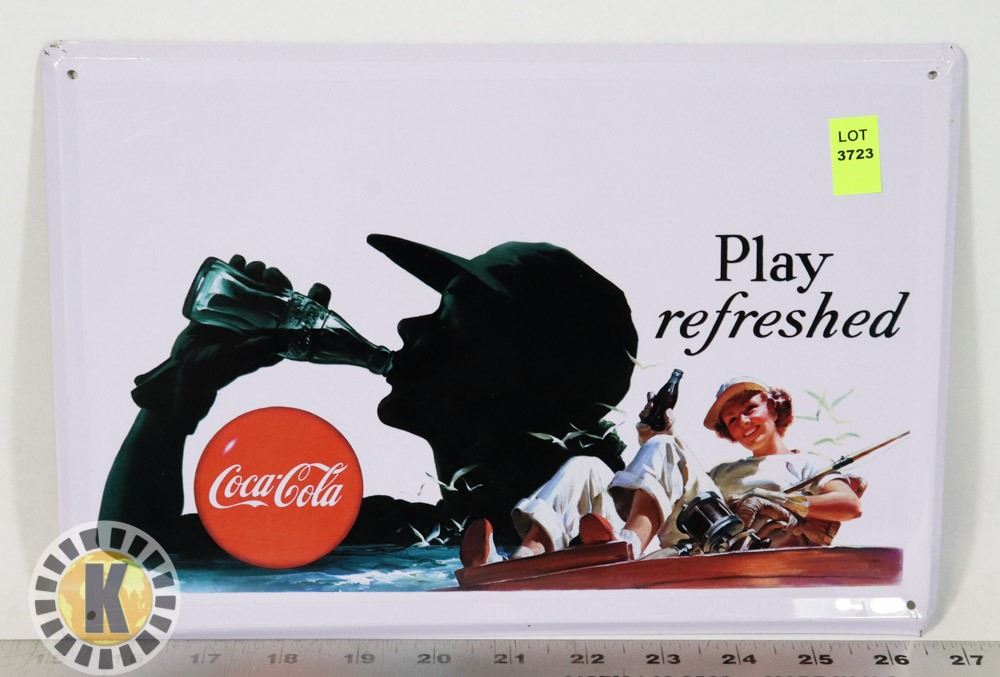 LOT
3723
Play
refreshed
Coca-Cola
K
17 18 19 20 21 22 23 24 25 26 27